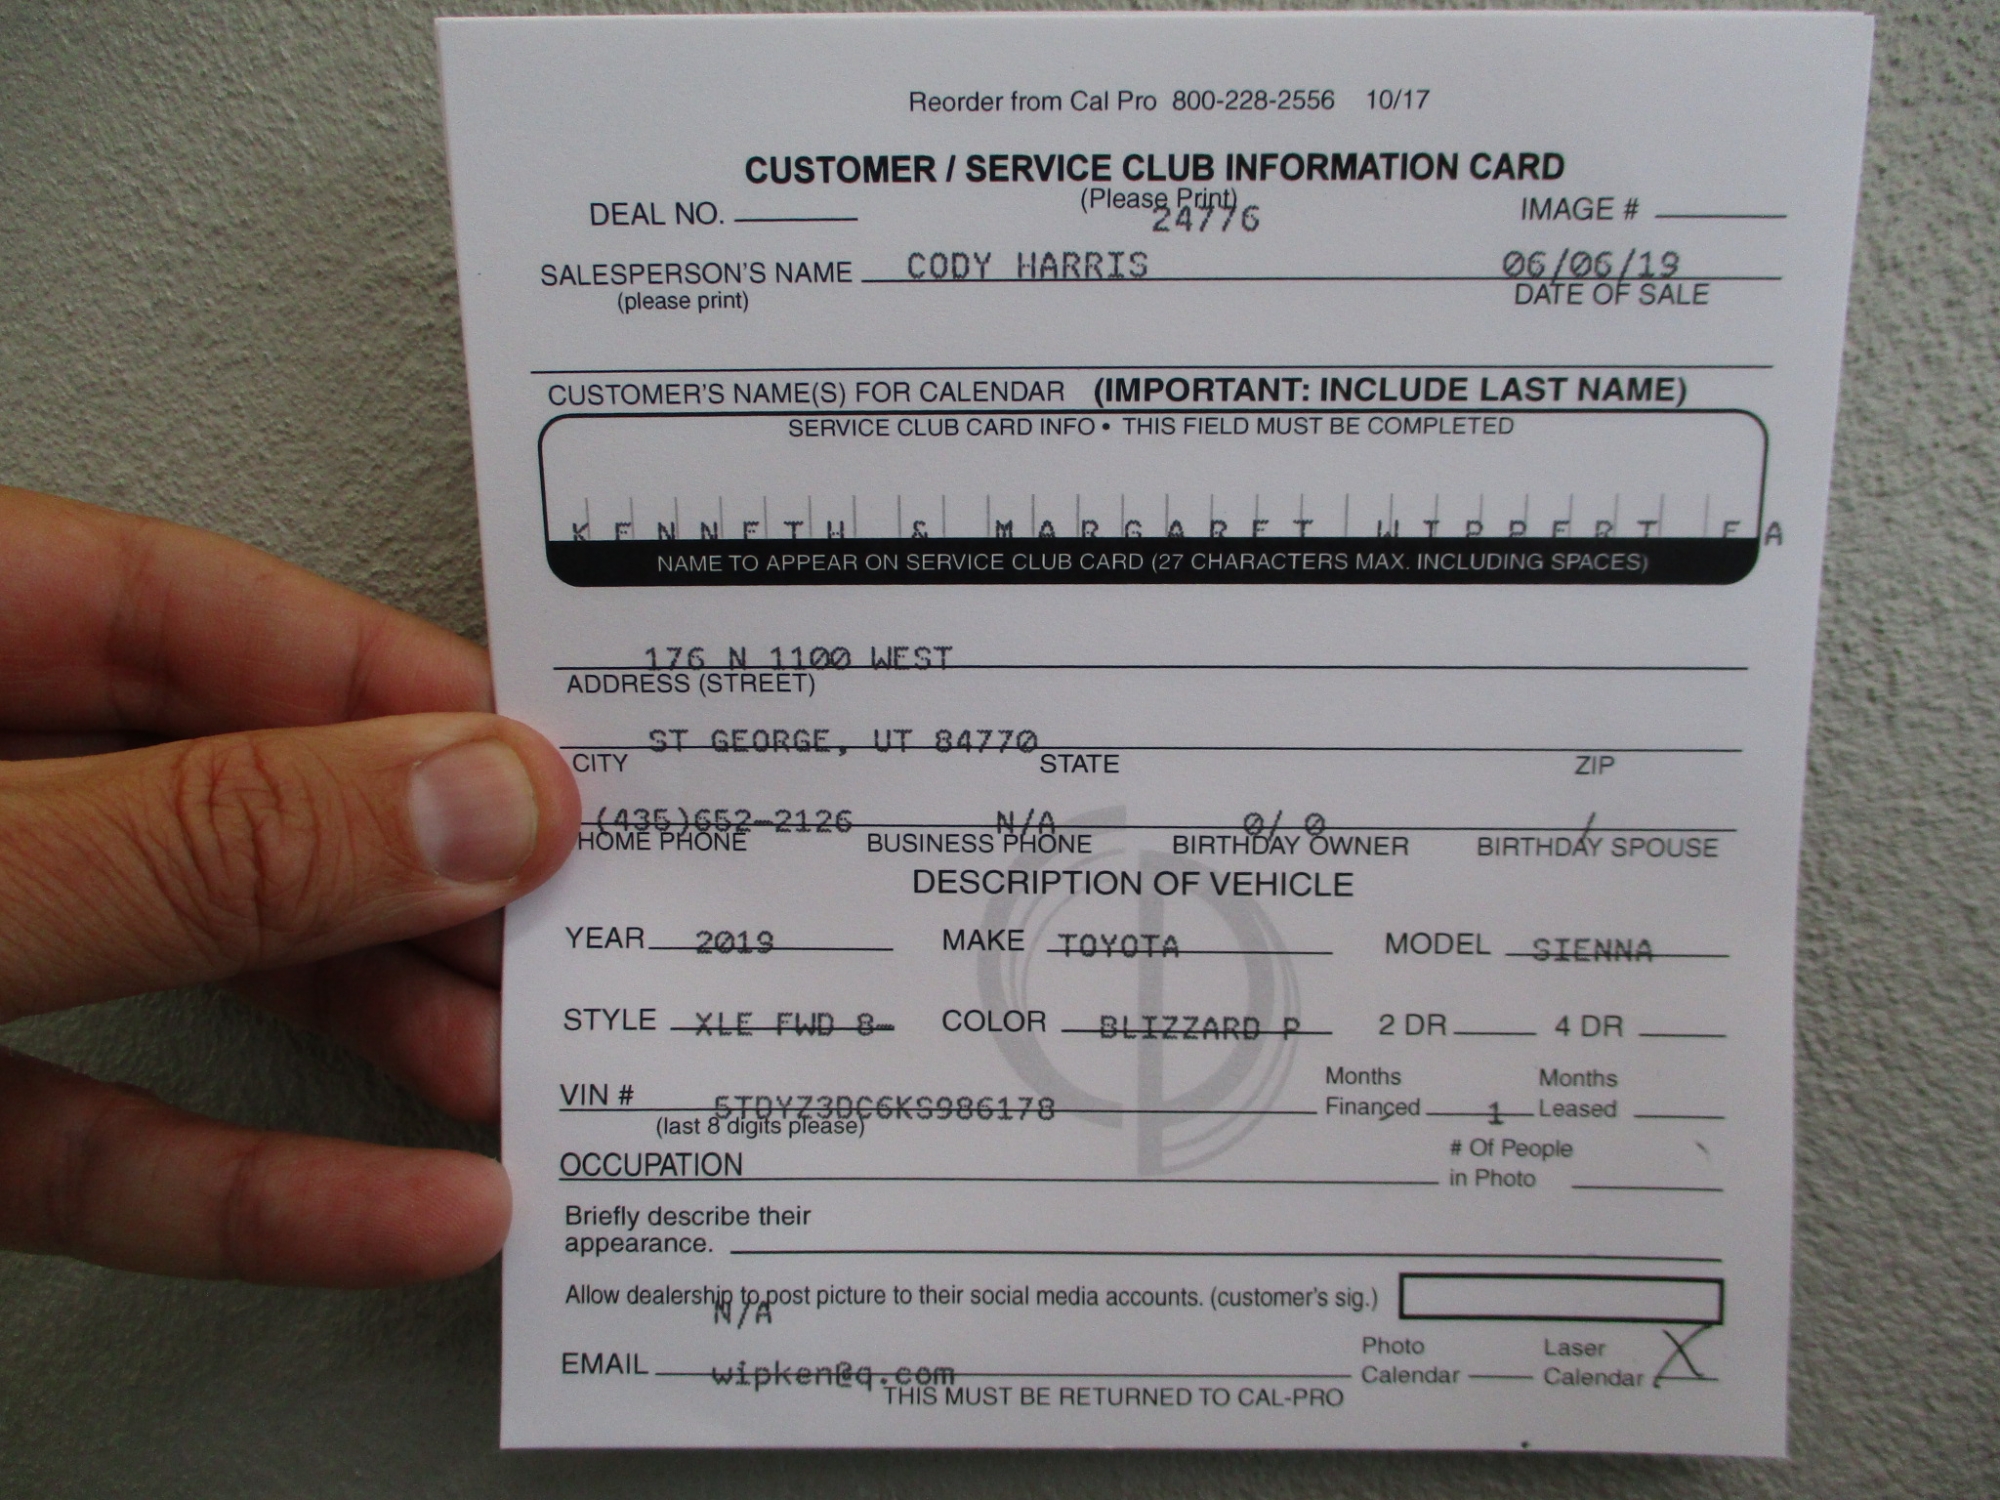 Reorder from Cal Pro 800-228-2556 10/17
CUSTOMER / SERVICE CLUB INFORMATION CARD
(Please Print)
DEAL NO. 24776 IMAGE #
SALESPERSON'S NAME CODY HARRIS 06/06/19
(please print) DATE OF SALE
CUSTOMER'S NAME(S) FOR CALENDAR (IMPORTANT: INCLUDE LAST NAME)
SERVICE CLUB CARD INFO • THIS FIELD MUST BE COMPLETED
KENNETH & MARGARET WIPPERT FA
NAME TO APPEAR ON SERVICE CLUB CARD (27 CHARACTERS MAX. INCLUDING SPACES)
176 N 1100 WEST
ADDRESS (STREET)
ST GEORGE, UT 84770
CITY STATE ZIP
(435)652-2126 N/A 0/ 0 /
HOME PHONE BUSINESS PHONE BIRTHDAY OWNER BIRTHDAY SPOUSE
DESCRIPTION OF VEHICLE
YEAR 2019 MAKE TOYOTA MODEL SIENNA
STYLE XLE FWD 8- COLOR BLIZZARD P 2 DR 4 DR
VIN # 5TDYZ3DC6KS986178 Months Financed 1 Months Leased
(last 8 digits please)
OCCUPATION # Of People in Photo
Briefly describe their
appearance.
Allow dealership to post picture to their social media accounts. (customer's sig.)
N/A
EMAIL wipken@q.com Photo Calendar Laser Calendar X
THIS MUST BE RETURNED TO CAL-PRO